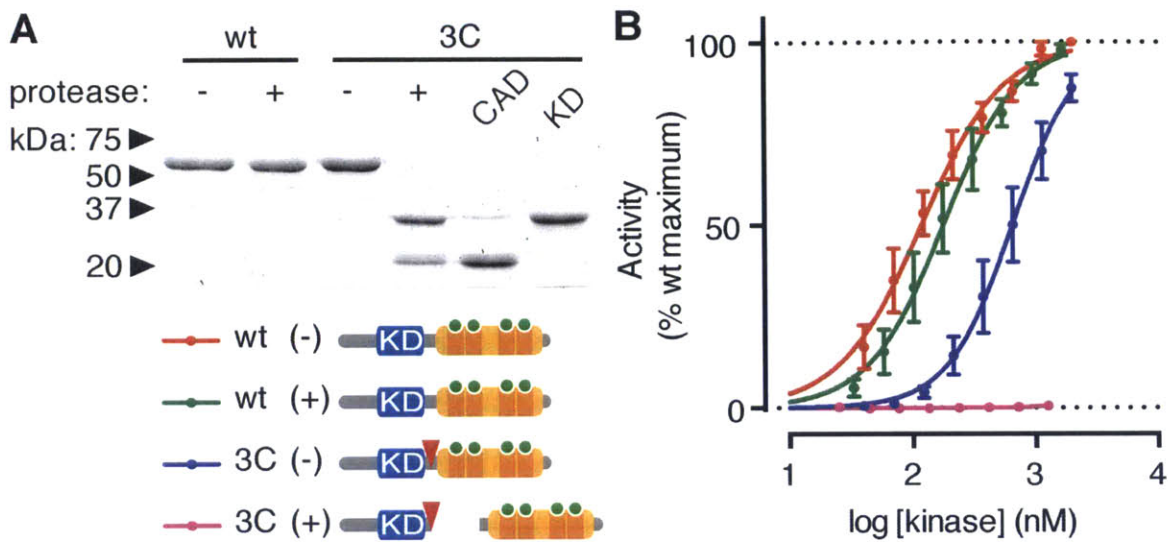 A
wt 3C
protease: - + - + CAD KD
kDa: 75
50
37
20
wt (-) KD
wt (+) KD
3C (-) KD
3C (+) KD
B
Activity
(% wt maximum)
100
50
0
1 2 3 4
log [kinase] (nM)